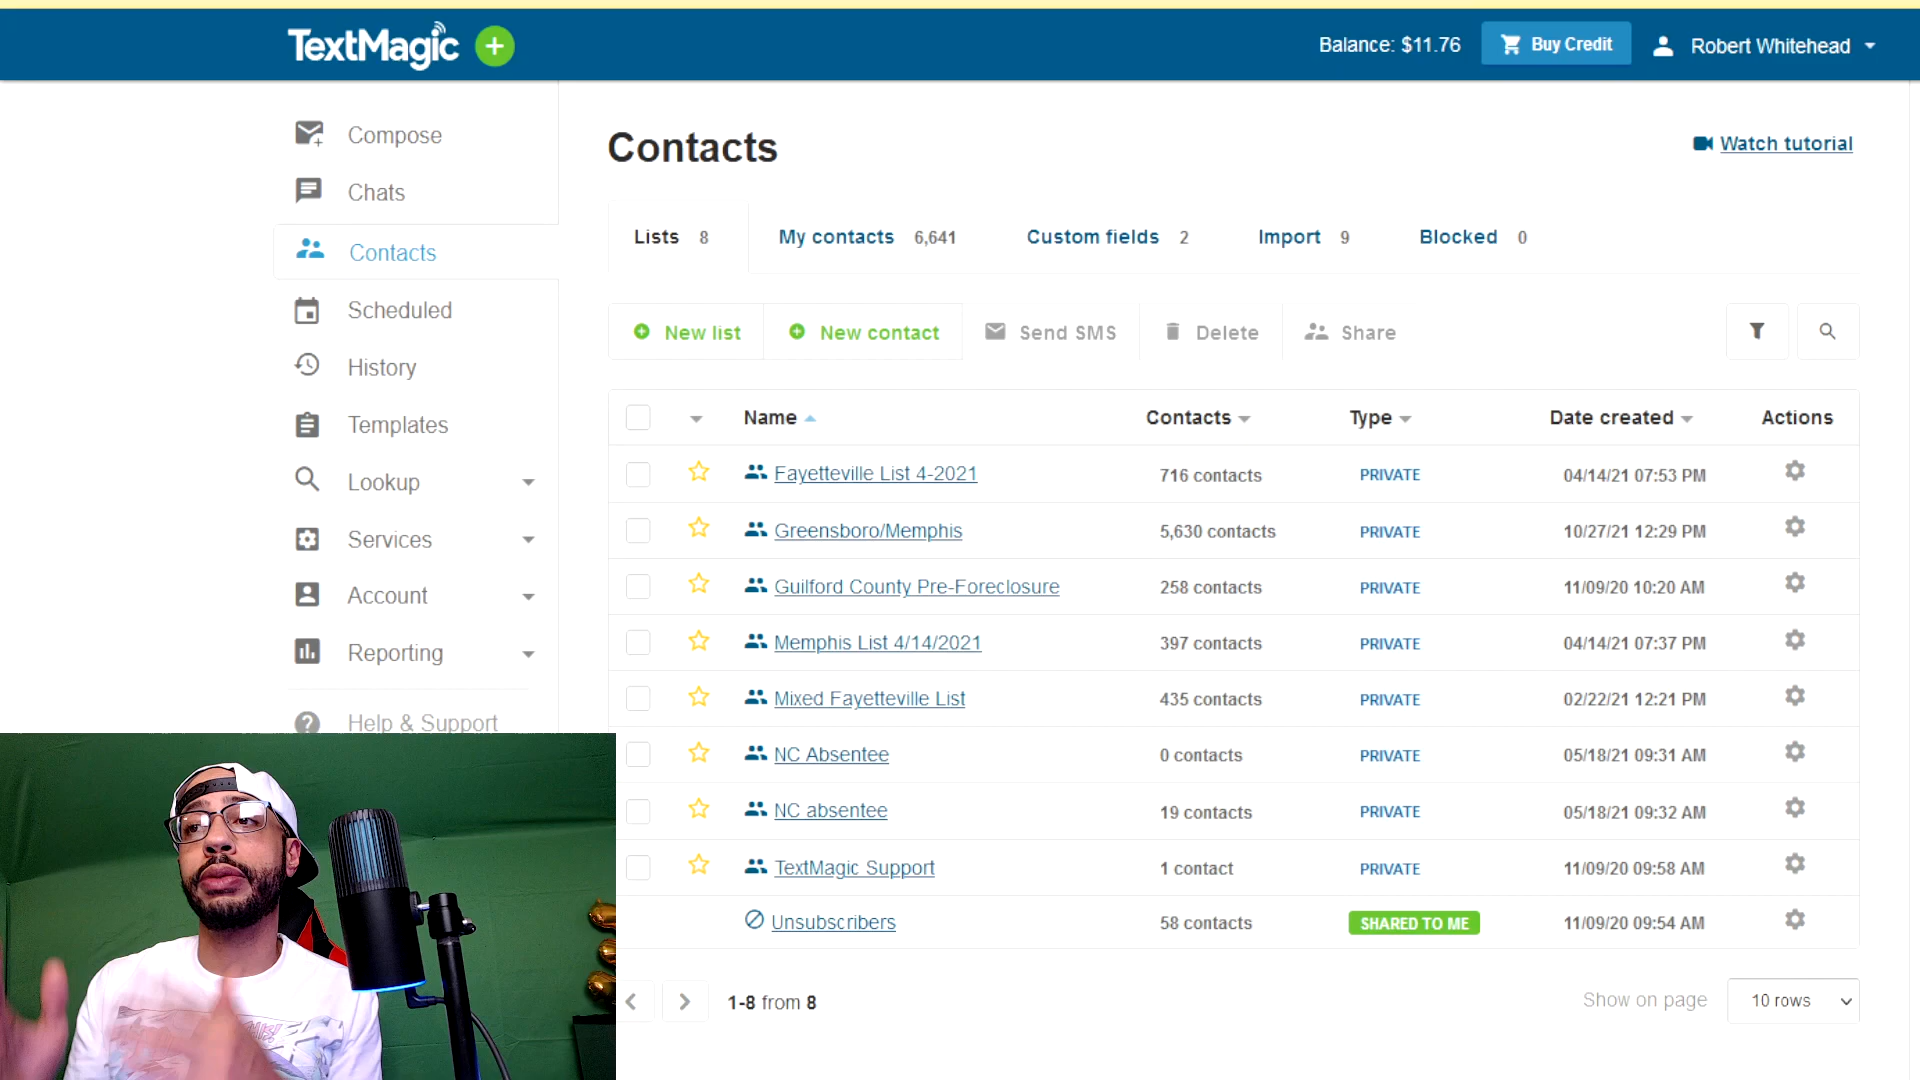 TextMagic
Balance: $11.76
Buy Credit
Robert Whitehead
Compose
Chats
Contacts
Scheduled
History
Templates
Lookup
Services
Account
Reporting
Help & Support
Contacts
Watch tutorial
Lists 8
My contacts 6,641
Custom fields 2
Import 9
Blocked 0
New list
New contact
Send SMS
Delete
Share
Name Contacts Type Date created Actions
Fayetteville List 4-2021 716 contacts PRIVATE 04/14/21 07:53 PM
Greensboro/Memphis 5,630 contacts PRIVATE 10/27/21 12:29 PM
Guilford County Pre-Foreclosure 258 contacts PRIVATE 11/09/20 10:20 AM
Memphis List 4/14/2021 397 contacts PRIVATE 04/14/21 07:37 PM
Mixed Fayetteville List 435 contacts PRIVATE 02/22/21 12:21 PM
NC Absentee 0 contacts PRIVATE 05/18/21 09:31 AM
NC absentee 19 contacts PRIVATE 05/18/21 09:32 AM
TextMagic Support 1 contact PRIVATE 11/09/20 09:58 AM
Unsubscribers 58 contacts SHARED TO ME 11/09/20 09:54 AM
1-8 from 8
Show on page 10 rows